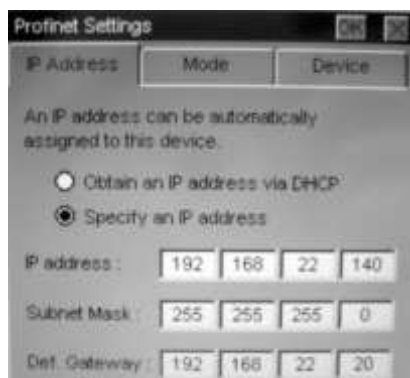 Profinet Settings OK
IP Address Mode Device
An IP address can be automatically
assigned to this device.
Obtain an IP address via DHCP
Specify an IP address
IP address : 192 168 22 140
Subnet Mask : 255 255 255 0
Def. Gateway : 192 168 22 20